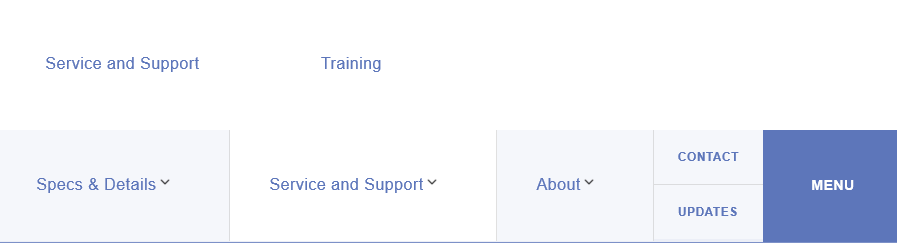 Service and Support
Training
Specs & Details
Service and Support
About
CONTACT
UPDATES
MENU